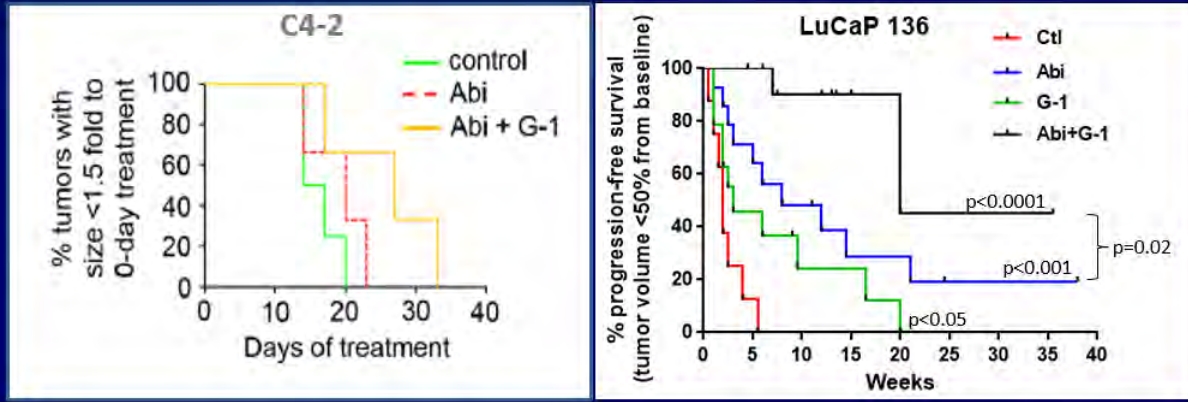 C4-2
control
Abi
Abi + G-1
% tumors with
size <1.5 fold to
0-day treatment
100
80
60
40
20
0
0 10 20 30 40
Days of treatment
LuCaP 136
Ctl
Abi
G-1
Abi+G-1
% progression-free survival
(tumor volume <50% from baseline)
100
80
60
40
20
0
p<0.0001
p=0.02
p<0.001
p<0.05
0 5 10 15 20 25 30 35 40
Weeks